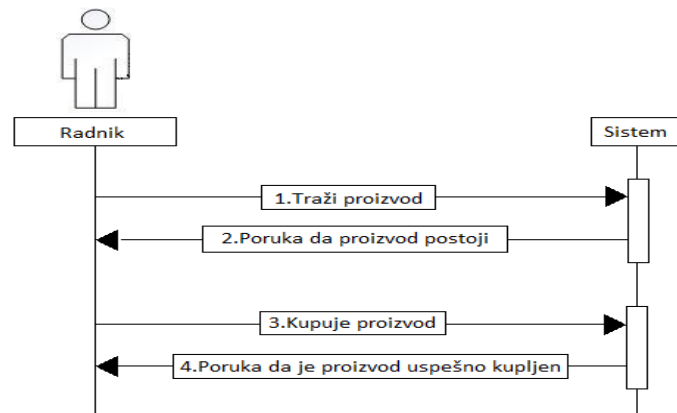 Radnik
Sistem
1.Traži proizvod
2.Poruka da proizvod postoji
3.Kupuje proizvod
4.Poruka da je proizvod uspešno kupljen